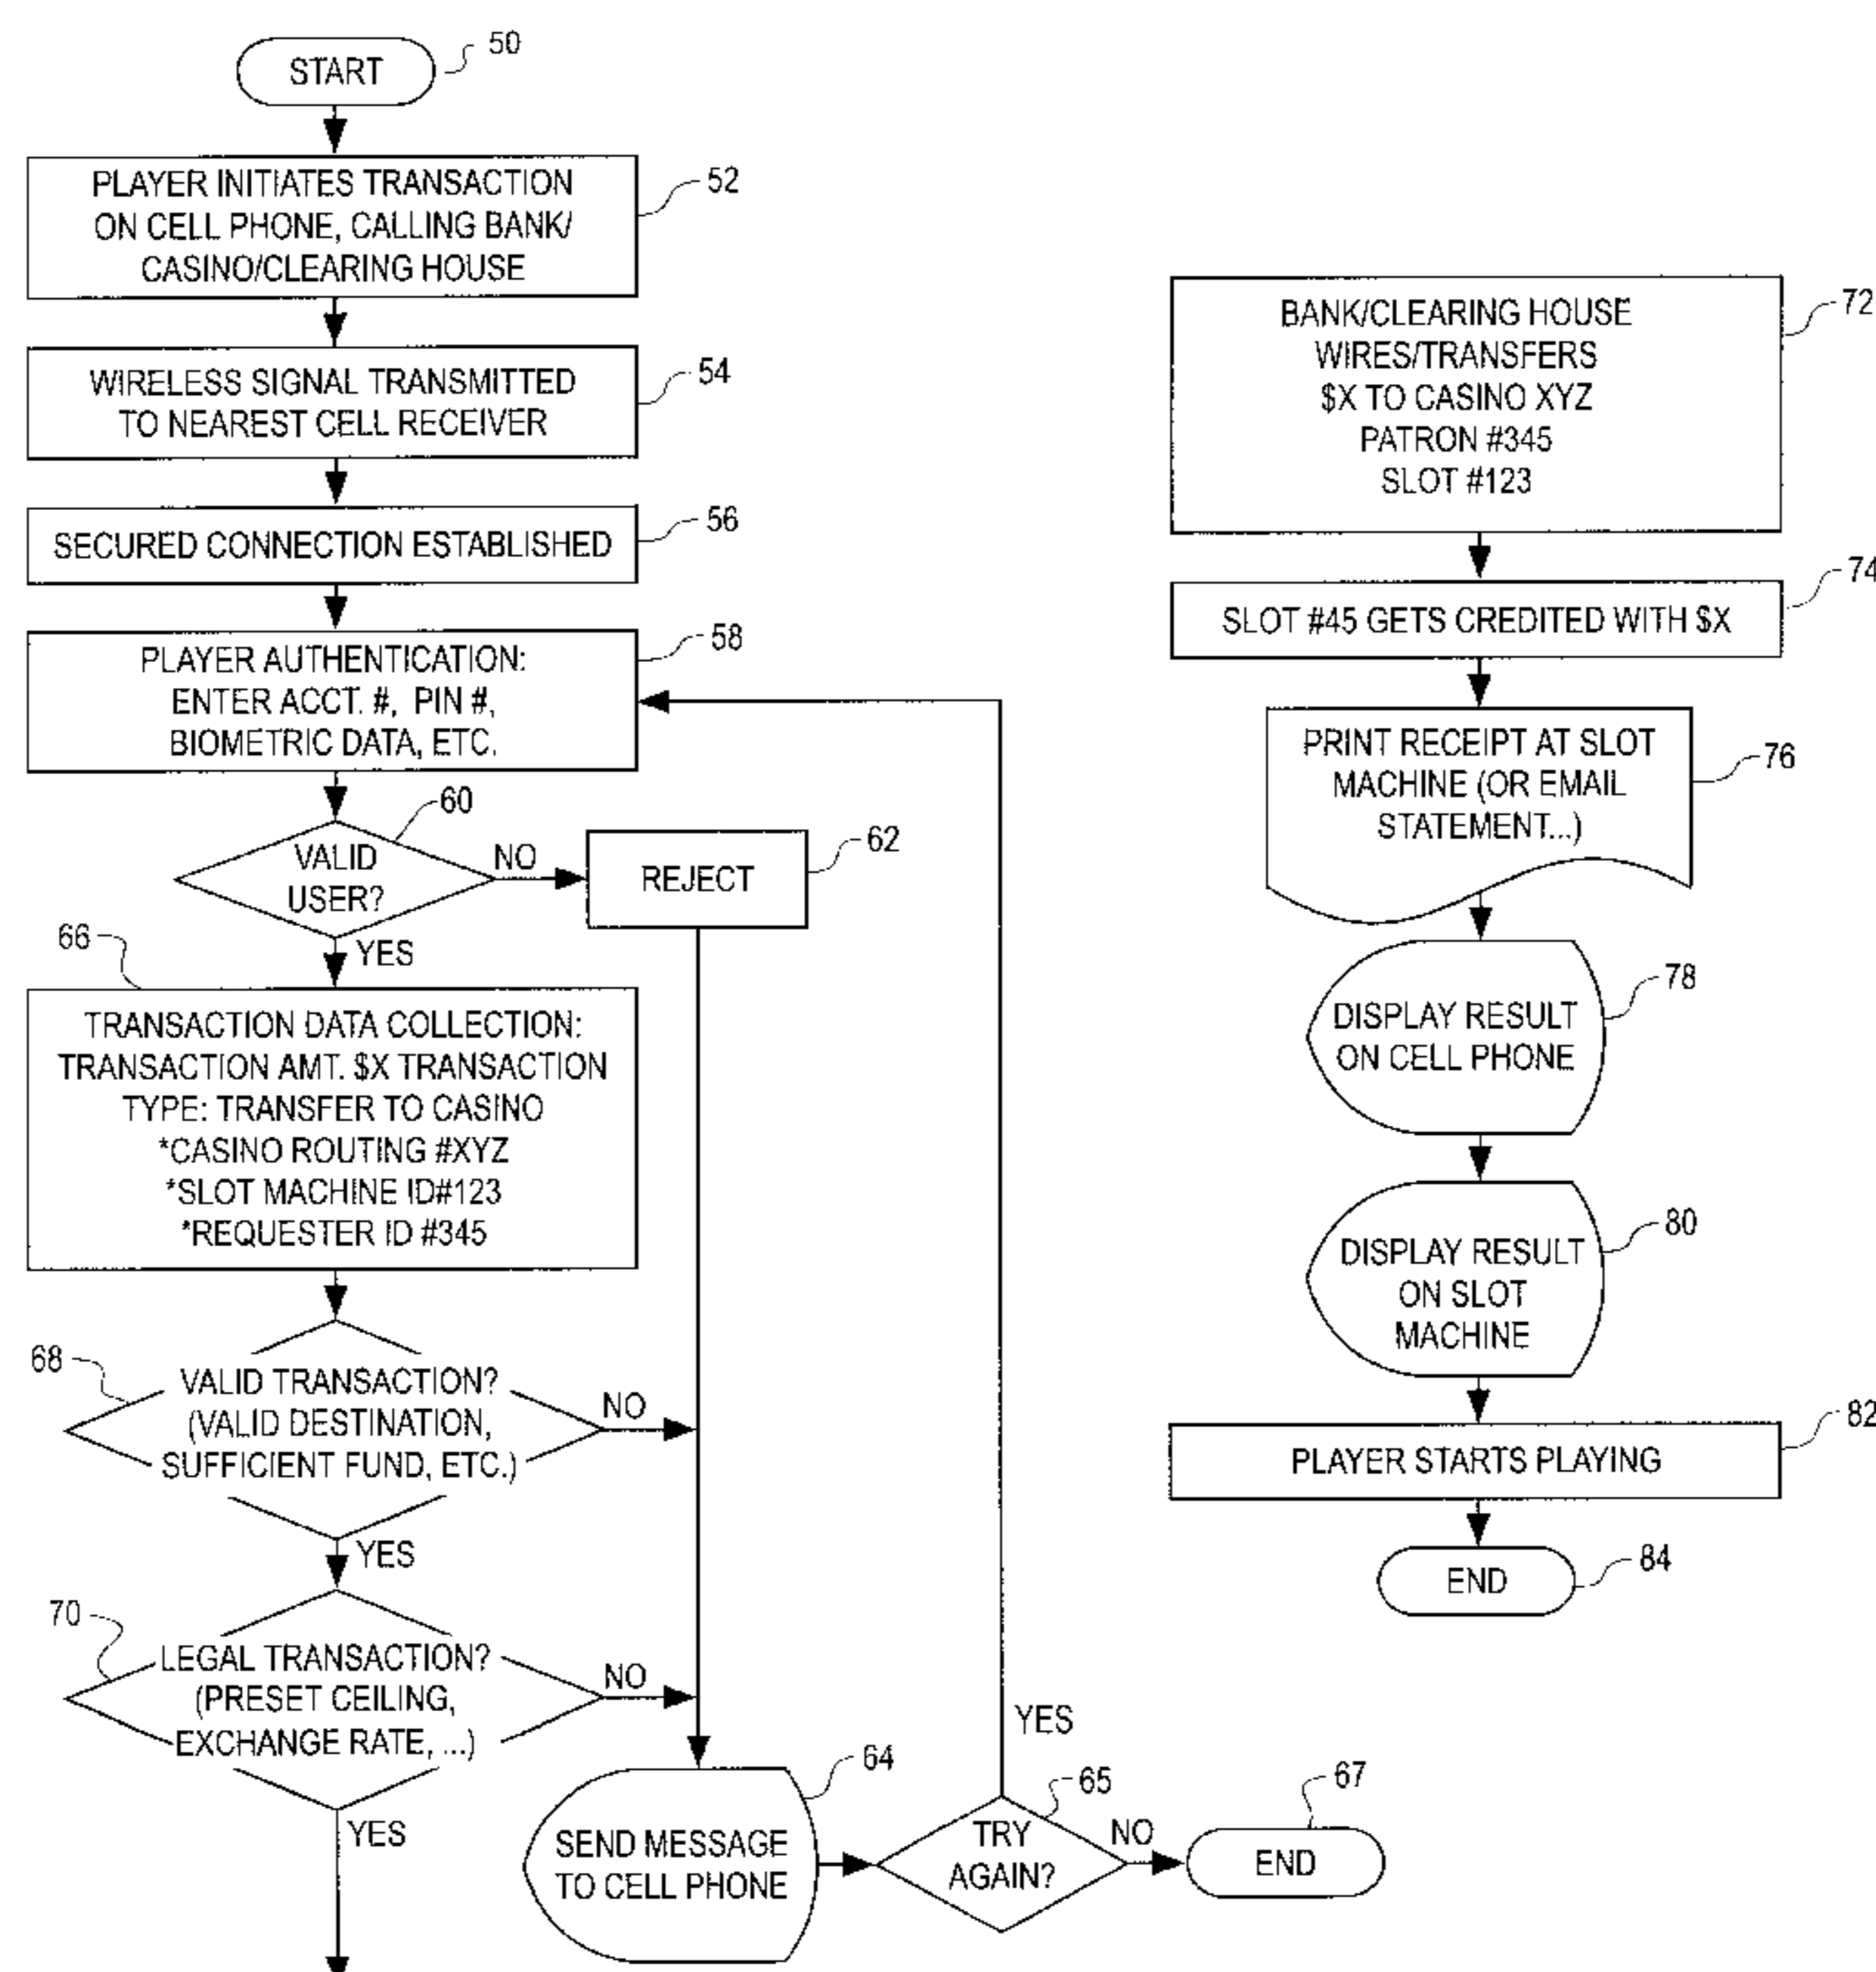 START
50
PLAYER INITIATES TRANSACTION
ON CELL PHONE, CALLING BANK/
CASINO/CLEARING HOUSE
52
WIRELESS SIGNAL TRANSMITTED
TO NEAREST CELL RECEIVER
54
SECURED CONNECTION ESTABLISHED
56
PLAYER AUTHENTICATION:
ENTER ACCT. #, PIN #,
BIOMETRIC DATA, ETC.
58
VALID
USER?
60
NO
REJECT
62
YES
66
TRANSACTION DATA COLLECTION:
TRANSACTION AMT. $X TRANSACTION
TYPE: TRANSFER TO CASINO
*CASINO ROUTING #XYZ
*SLOT MACHINE ID#123
*REQUESTER ID #345
68
VALID TRANSACTION?
(VALID DESTINATION,
SUFFICIENT FUND, ETC.)
NO
YES
70
LEGAL TRANSACTION?
(PRESET CEILING,
EXCHANGE RATE, ...)
NO
YES
SEND MESSAGE
TO CELL PHONE
64
TRY
AGAIN?
65
YES
NO
END
67
BANK/CLEARING HOUSE
WIRES/TRANSFERS
$X TO CASINO XYZ
PATRON #345
SLOT #123
72
SLOT #45 GETS CREDITED WITH $X
74
PRINT RECEIPT AT SLOT
MACHINE (OR EMAIL
STATEMENT...)
76
DISPLAY RESULT
ON CELL PHONE
78
DISPLAY RESULT
ON SLOT
MACHINE
80
PLAYER STARTS PLAYING
82
END
84